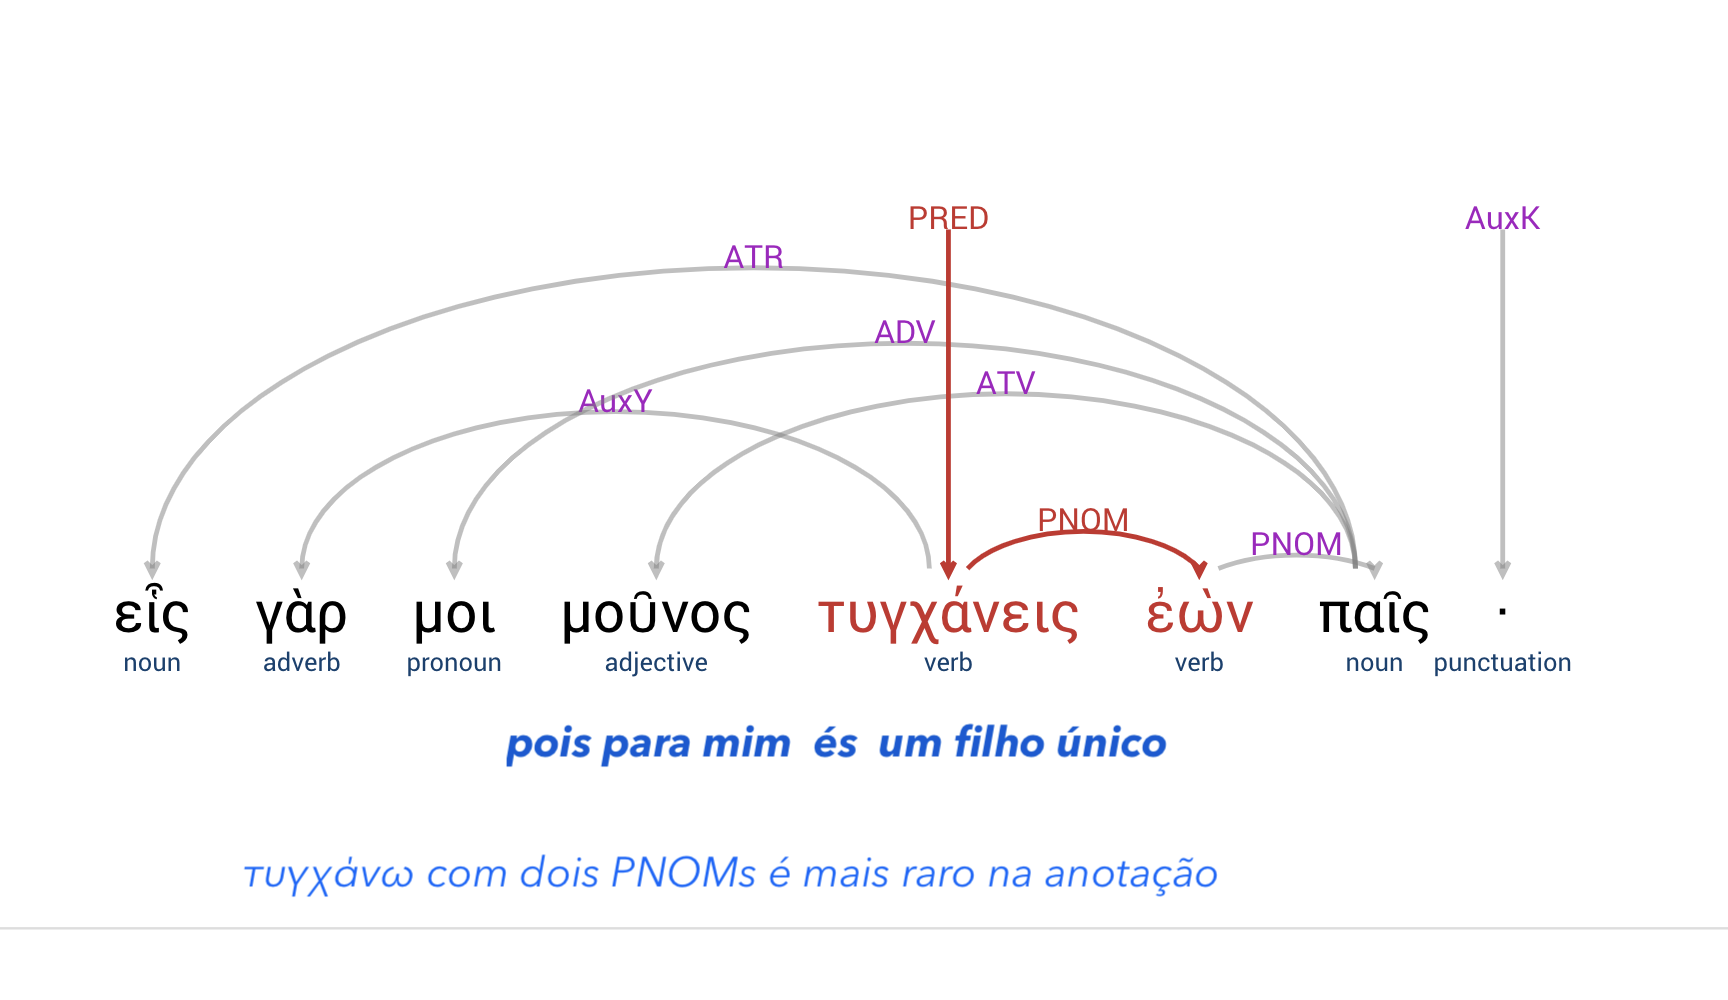 PRED AuxK
ATR
ADV
ATV
AuxY
PNOM
PNOM
εἷς γὰρ μοι μοῦνος τυγχάνεις ἐὼν παῖς ·
noun adverb pronoun adjective verb verb noun punctuation
pois para mim és um filho único
τυγχάνω com dois PNOMs é mais raro na anotação